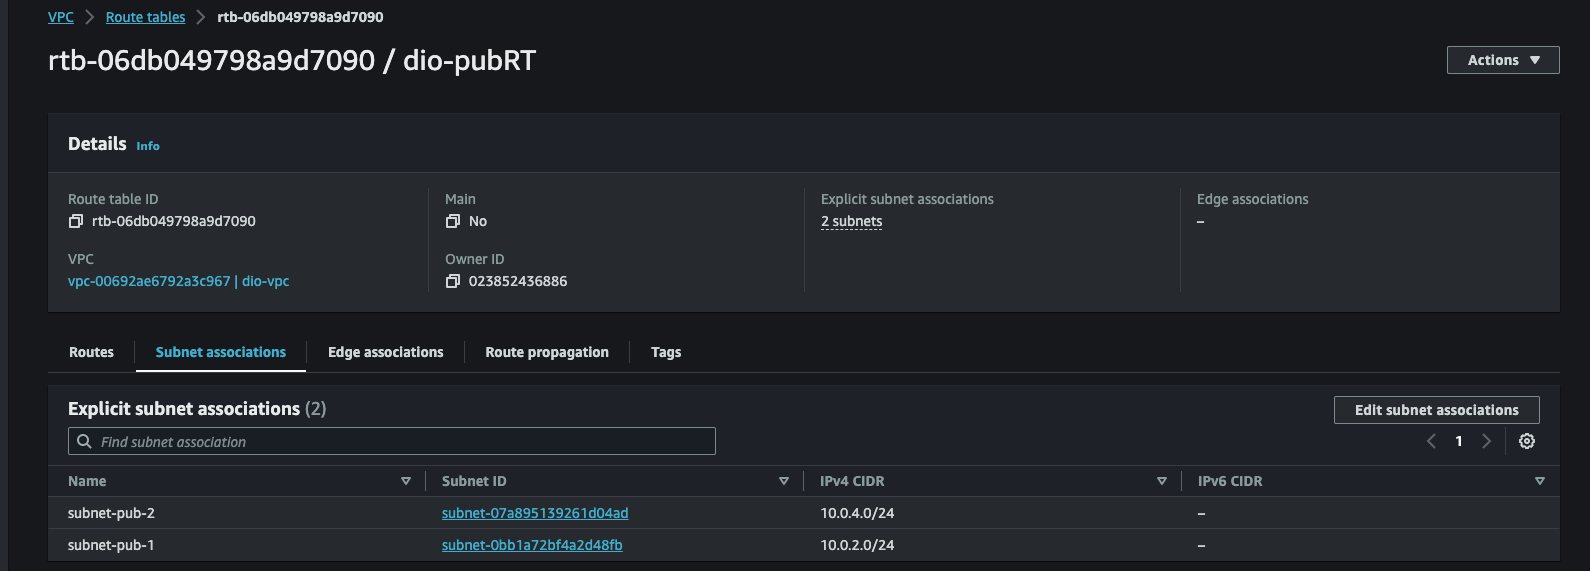 VPC > Route tables > rtb-06db049798a9d7090
rtb-06db049798a9d7090 / dio-pubRT
Actions
Details Info
Route table ID
rtb-06db049798a9d7090
Main
No
Explicit subnet associations
2 subnets
Edge associations
–
VPC
vpc-00692ae6792a3c967 | dio-vpc
Owner ID
023852436886
Routes Subnet associations Edge associations Route propagation Tags
Explicit subnet associations (2)
Edit subnet associations
Find subnet association
1
Name Subnet ID IPv4 CIDR IPv6 CIDR
subnet-pub-2 subnet-07a895139261d04ad 10.0.4.0/24 –
subnet-pub-1 subnet-0bb1a72bf4a2d48fb 10.0.2.0/24 –